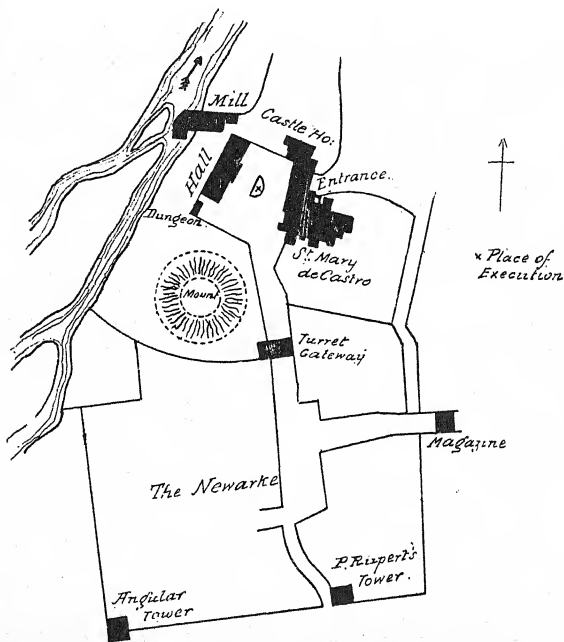 Mill
Castle Ho:
Hall
Entrance.
Dungeon.
St. Mary
de Castro
x Place of
Execution
Mount
Turret
Gateway
Magazine
The Newarke
P. Rupert's
Tower.
Angular
Tower